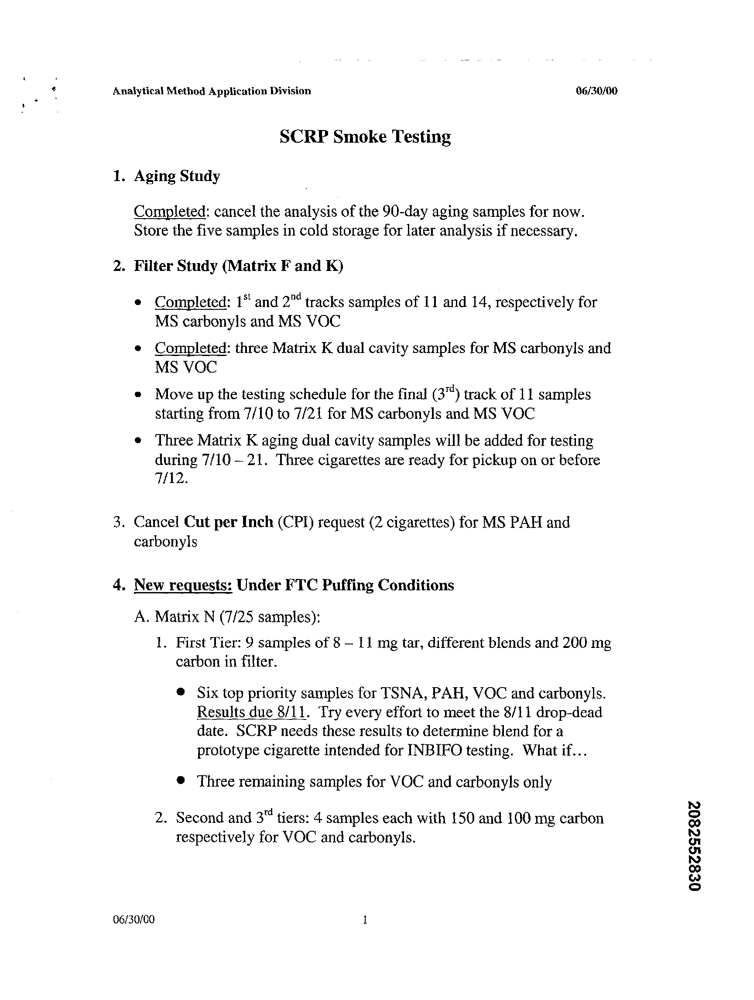 Analytical Method Application Division 06/30/00
SCRP Smoke Testing
1. Aging Study
Completed: cancel the analysis of the 90-day aging samples for now.
Store the five samples in cold storage for later analysis if necessary.
2. Filter Study (Matrix F and K)
• Completed: 1st and 2nd tracks samples of 11 and 14, respectively for
MS carbonyls and MS VOC
• Completed: three Matrix K dual cavity samples for MS carbonyls and
MS VOC
• Move up the testing schedule for the final (3rd) track of 11 samples
starting from 7/10 to 7/21 for MS carbonyls and MS VOC
• Three Matrix K aging dual cavity samples will be added for testing
during 7/10 – 21. Three cigarettes are ready for pickup on or before
7/12.
3. Cancel Cut per Inch (CPI) request (2 cigarettes) for MS PAH and
carbonyls
4. New requests: Under FTC Puffing Conditions
A. Matrix N (7/25 samples):
1. First Tier: 9 samples of 8 – 11 mg tar, different blends and 200 mg
carbon in filter.
• Six top priority samples for TSNA, PAH, VOC and carbonyls.
Results due 8/11. Try every effort to meet the 8/11 drop-dead
date. SCRP needs these results to determine blend for a
prototype cigarette intended for INBIFO testing. What if…
• Three remaining samples for VOC and carbonyls only
2. Second and 3rd tiers: 4 samples each with 150 and 100 mg carbon
respectively for VOC and carbonyls.
2082552830
06/30/00 1